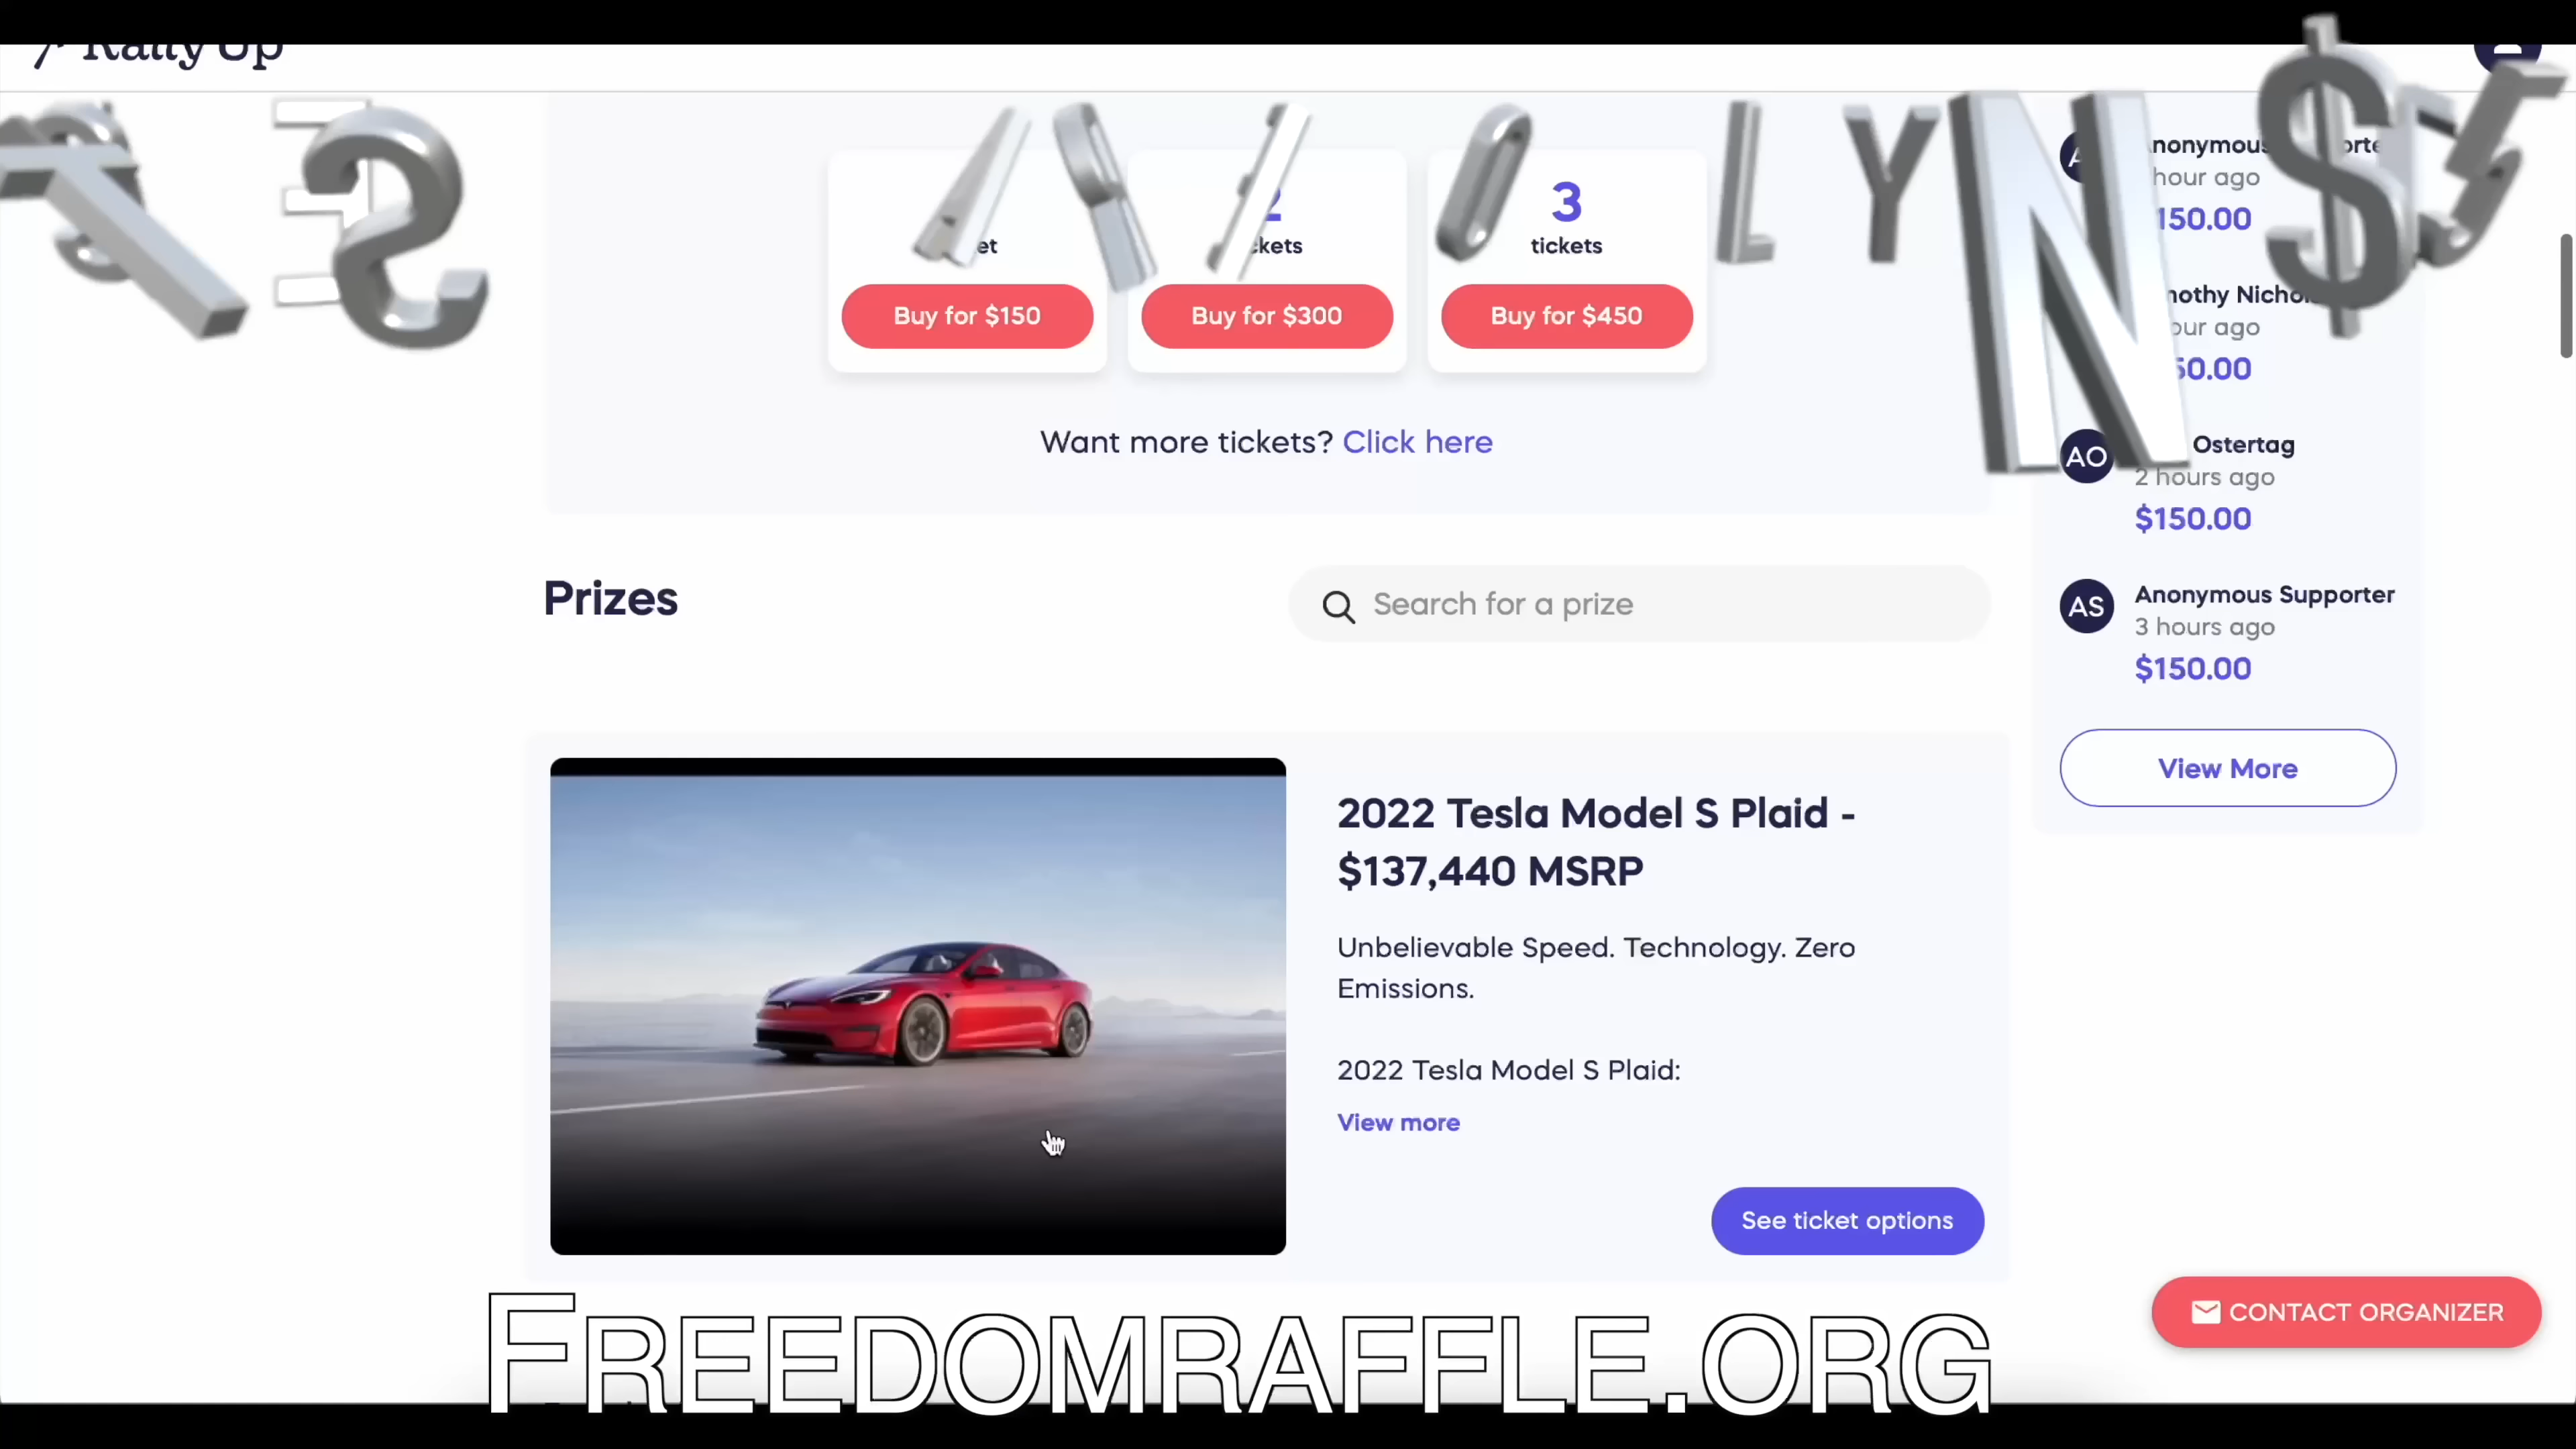 Rally Up
3
tickets
Buy for $150
Buy for $300
Buy for $450
Want more tickets? Click here
hour ago
$150.00
AO
Ostertag
2 hours ago
$150.00
AS
Anonymous Supporter
3 hours ago
$150.00
View More
Prizes
Search for a prize
2022 Tesla Model S Plaid -
$137,440 MSRP
Unbelievable Speed. Technology. Zero
Emissions.
2022 Tesla Model S Plaid:
View more
See ticket options
CONTACT ORGANIZER
FREEDOMRAFFLE.ORG